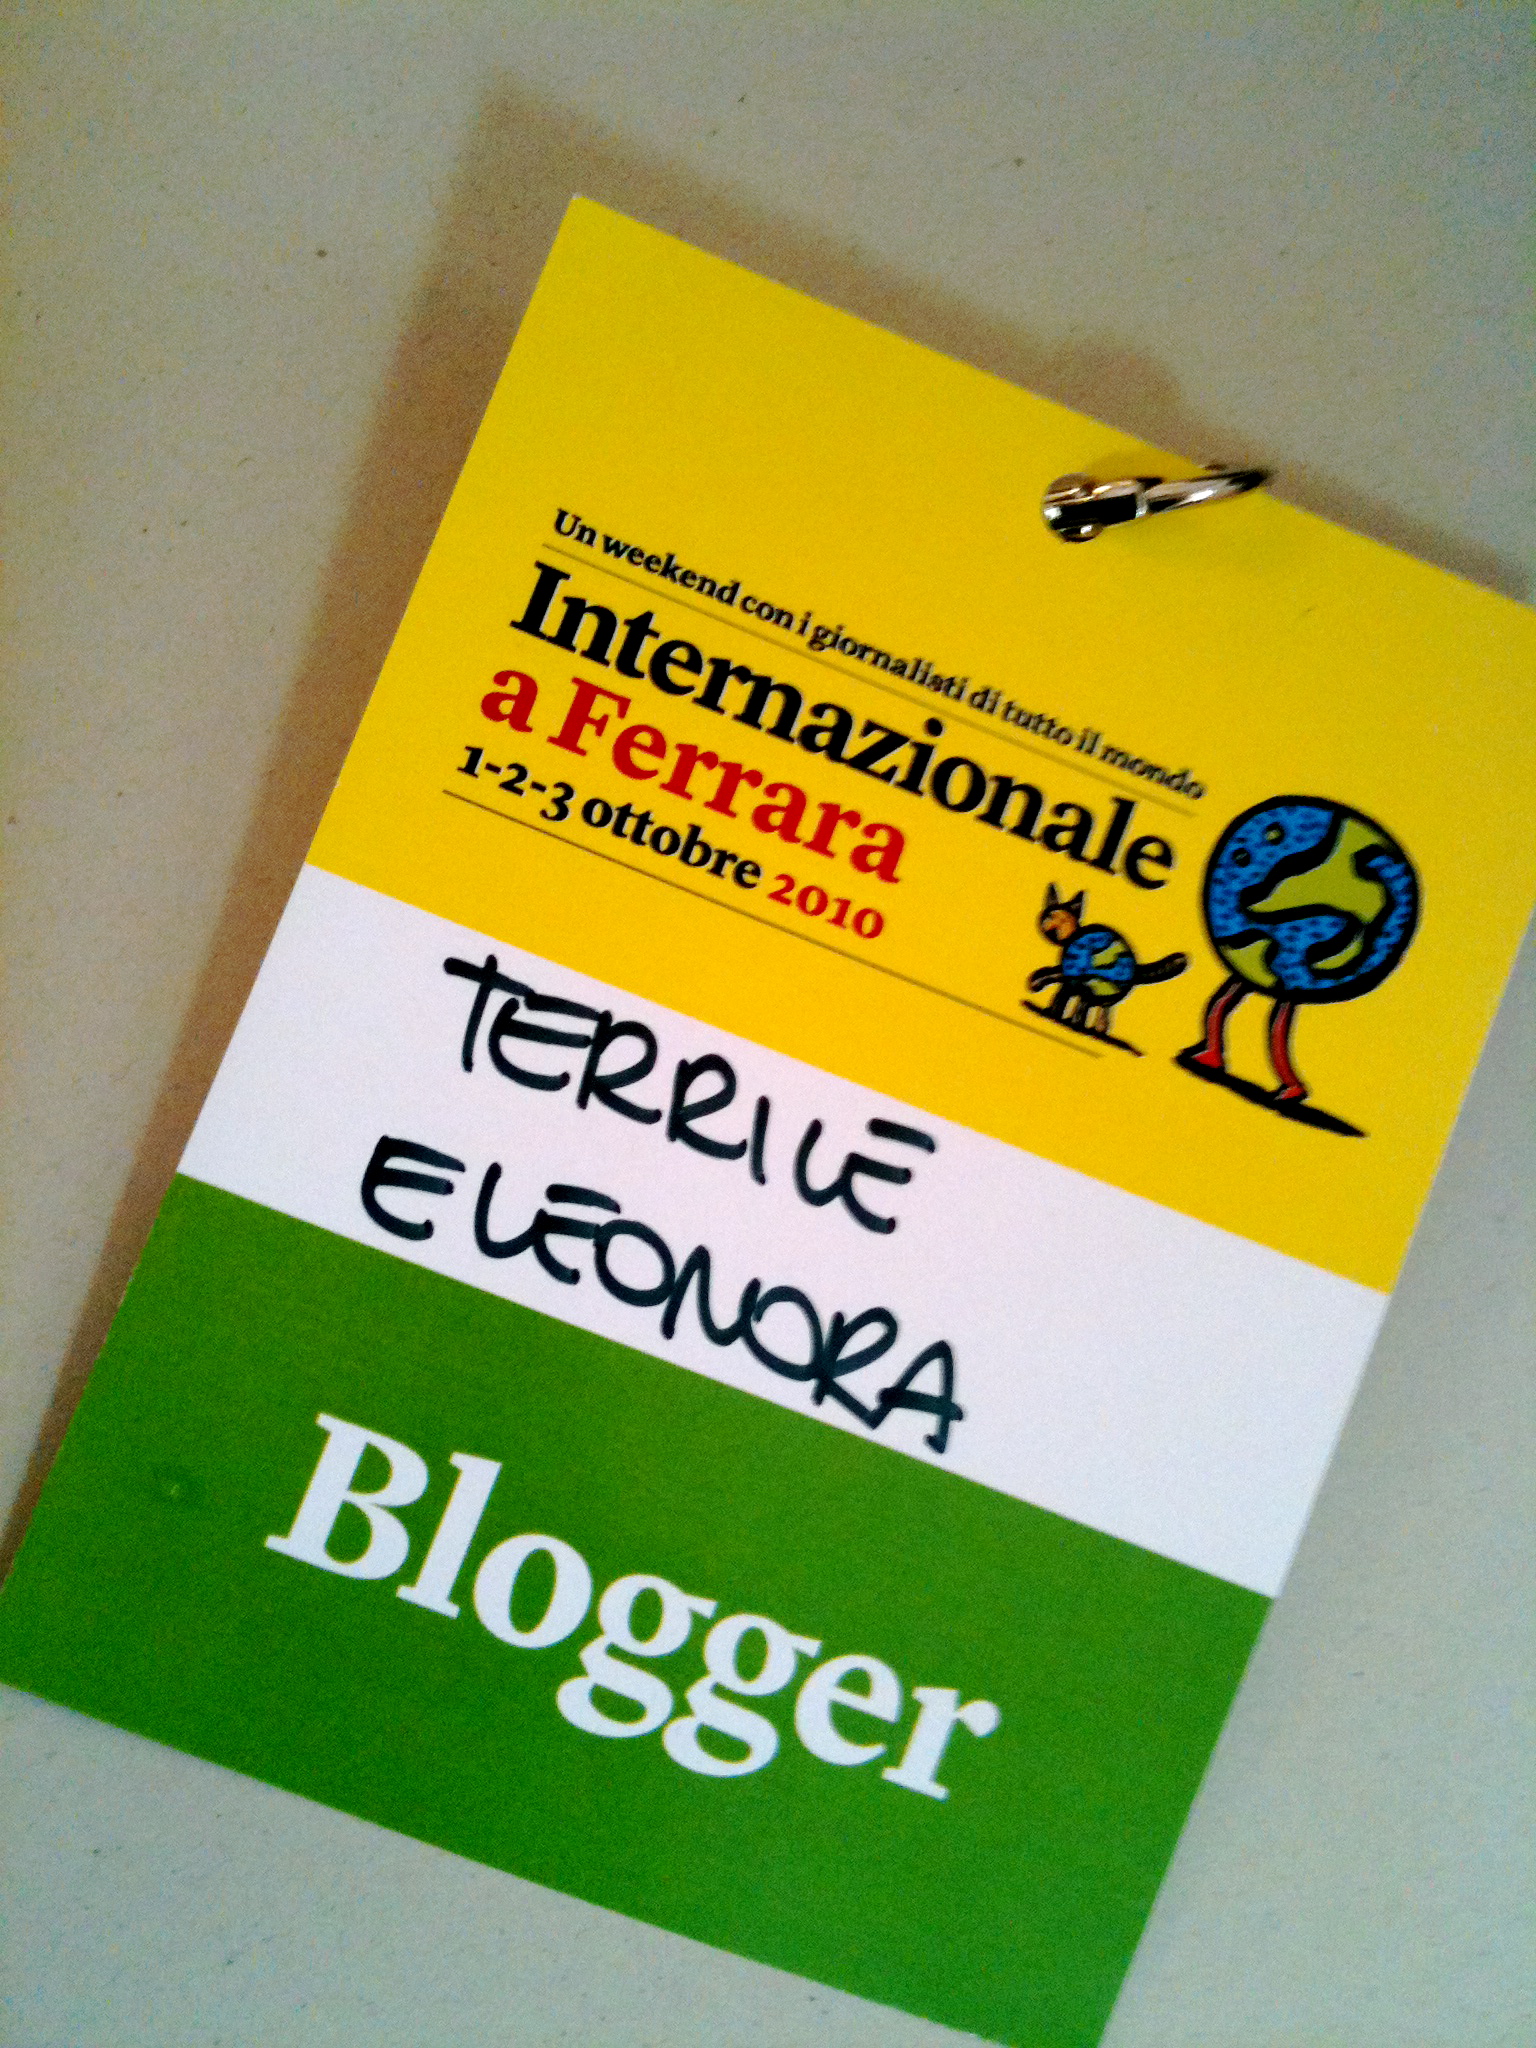 Un weekend con i giornalisti di tutto il mondo
Internazionale
a Ferrara
1-2-3 ottobre 2010
TERRILE
ELEONORA
Blogger